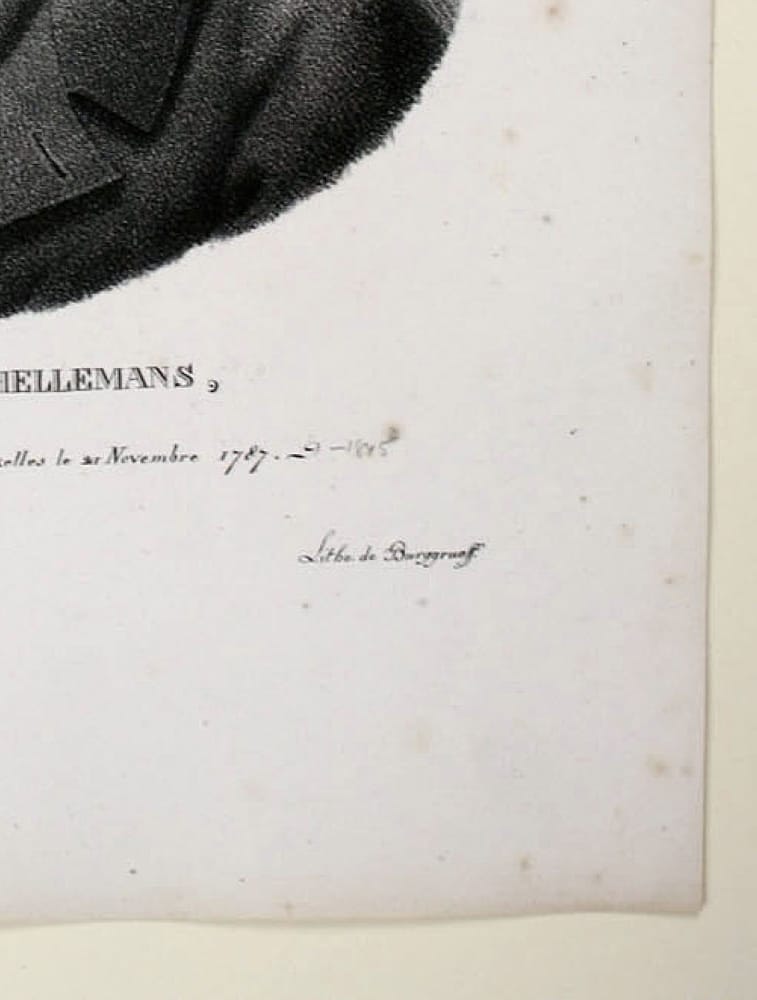 HELLEMANS,
elles le 21 Novembre 1787. – 1845
Litho. de Burggraaff